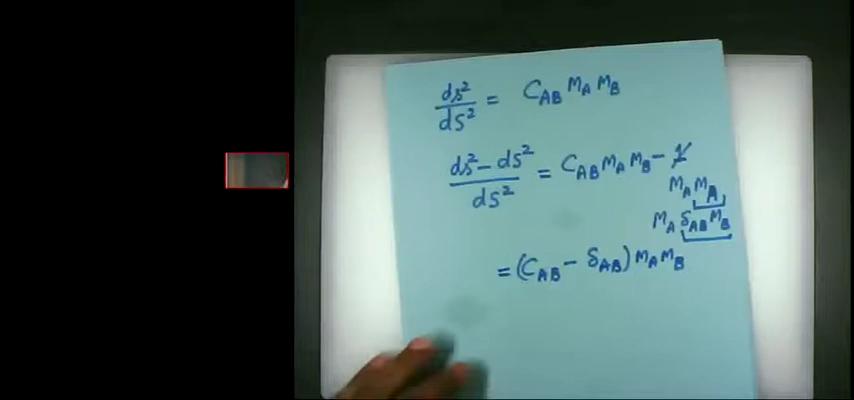 ds²/dS² = C_AB M_A M_B
(ds² - dS²)/dS² = C_AB M_A M_B - 1
M_A M_A
M_A δ_AB M_B
= (C_AB - δ_AB) M_A M_B